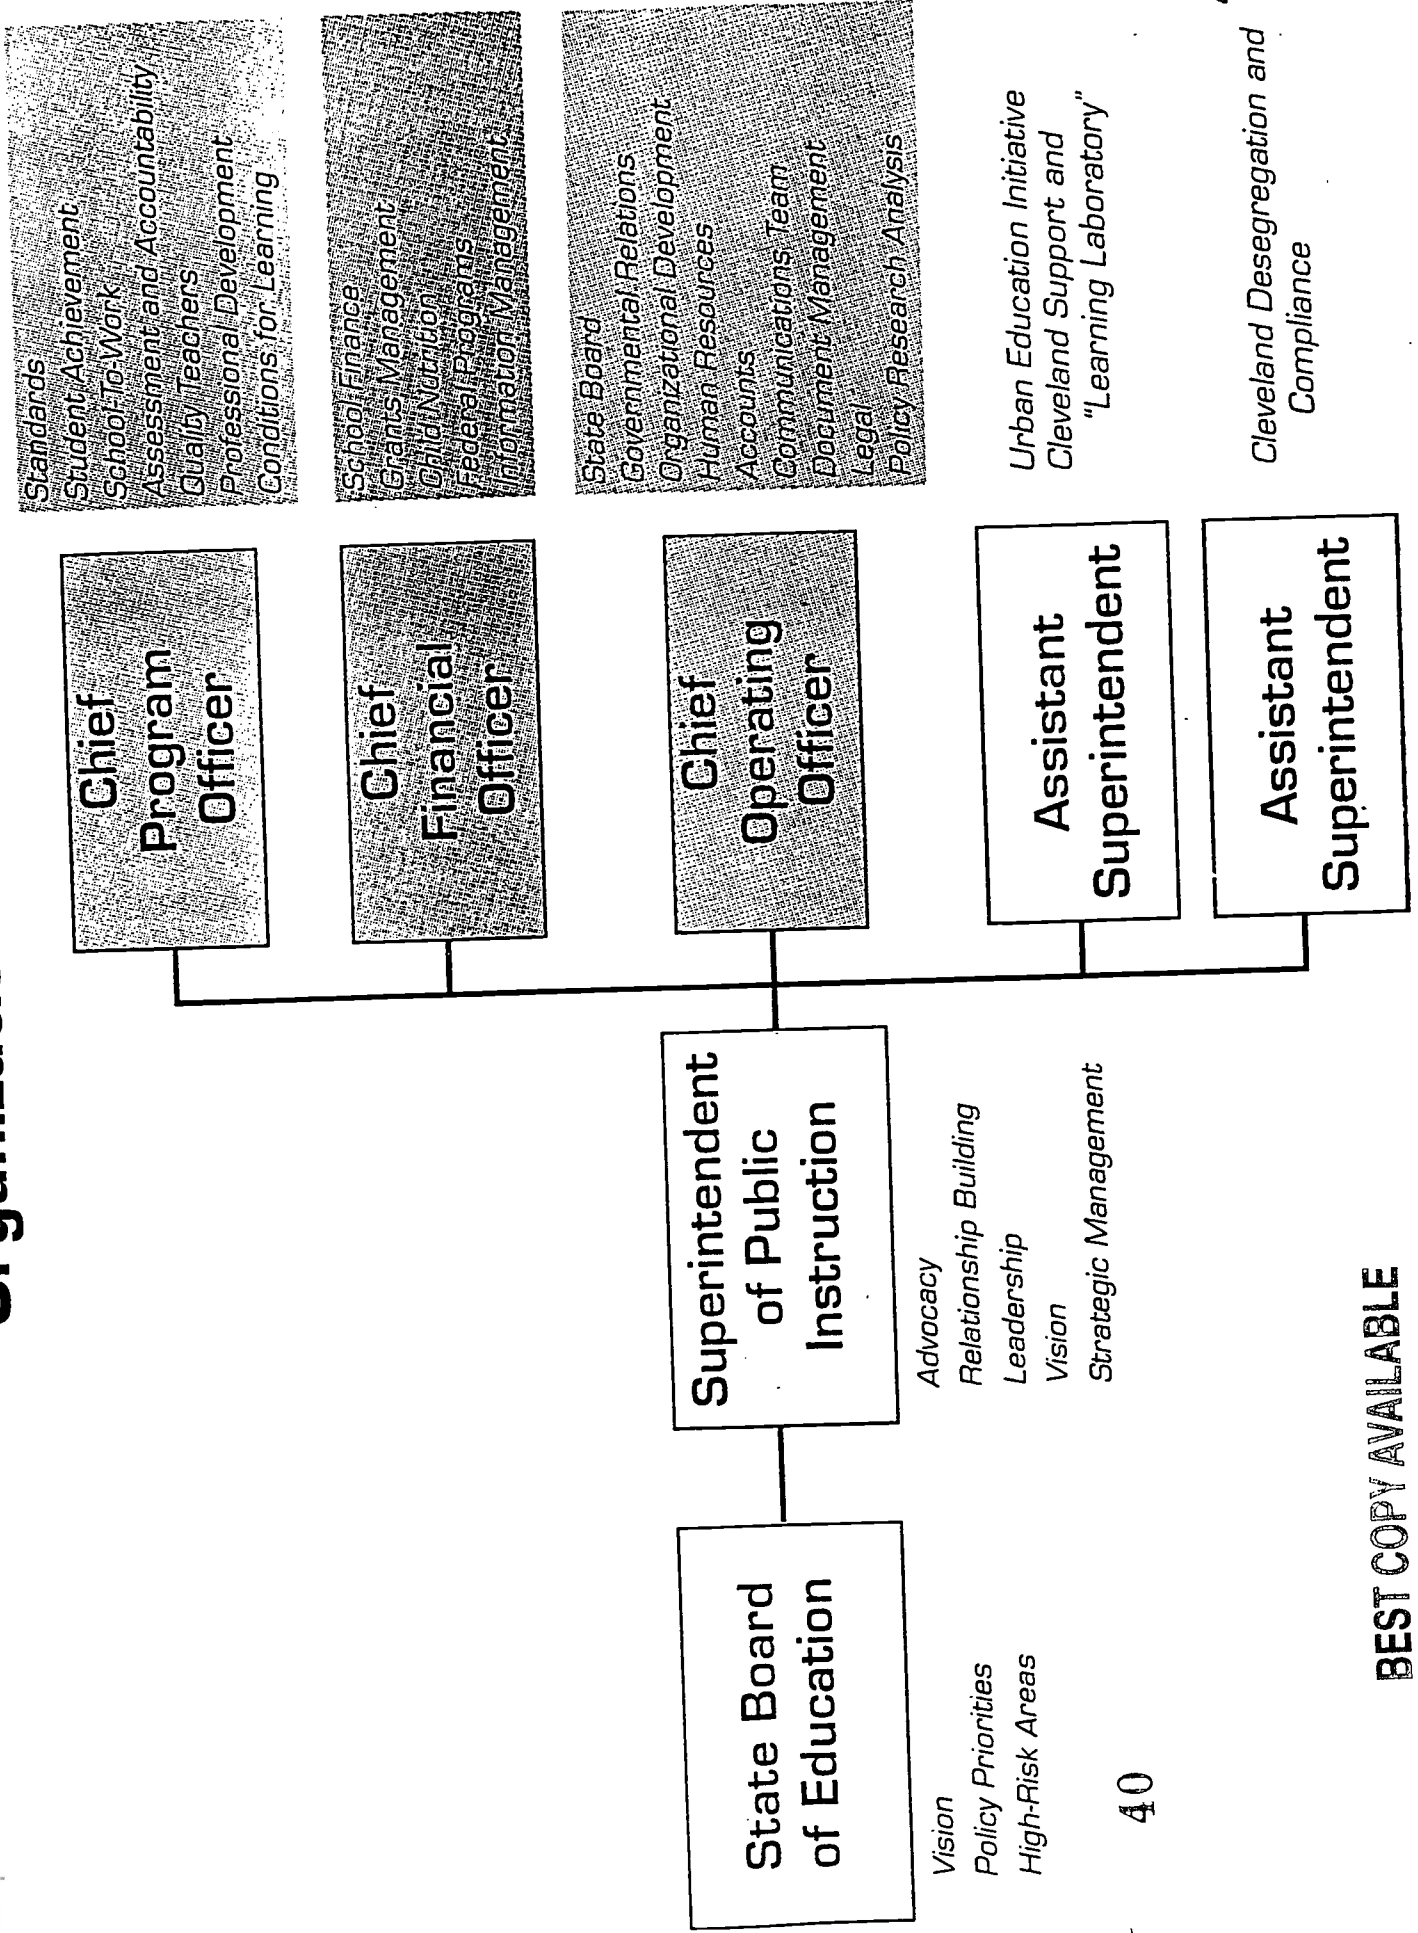 Organization
State Board
of Education
Vision
Policy Priorities
High-Risk Areas
Superintendent
of Public
Instruction
Advocacy
Relationship Building
Leadership
Vision
Strategic Management
Chief
Program
Officer
Standards
Student Achievement
School-To-Work
Assessment and Accountability
Quality Teachers
Professional Development
Conditions for Learning
Chief
Financial
Officer
School Finance
Grants Management
Child Nutrition
Federal Programs
Information Management
Chief
Operating
Officer
State Board
Governmental Relations
Organizational Development
Human Resources
Accounts
Communications Team
Document Management
Legal
Policy Research Analysis
Assistant
Superintendent
Urban Education Initiative
Cleveland Support and
"Learning Laboratory"
Assistant
Superintendent
Cleveland Desegregation and
Compliance
40
BEST COPY AVAILABLE